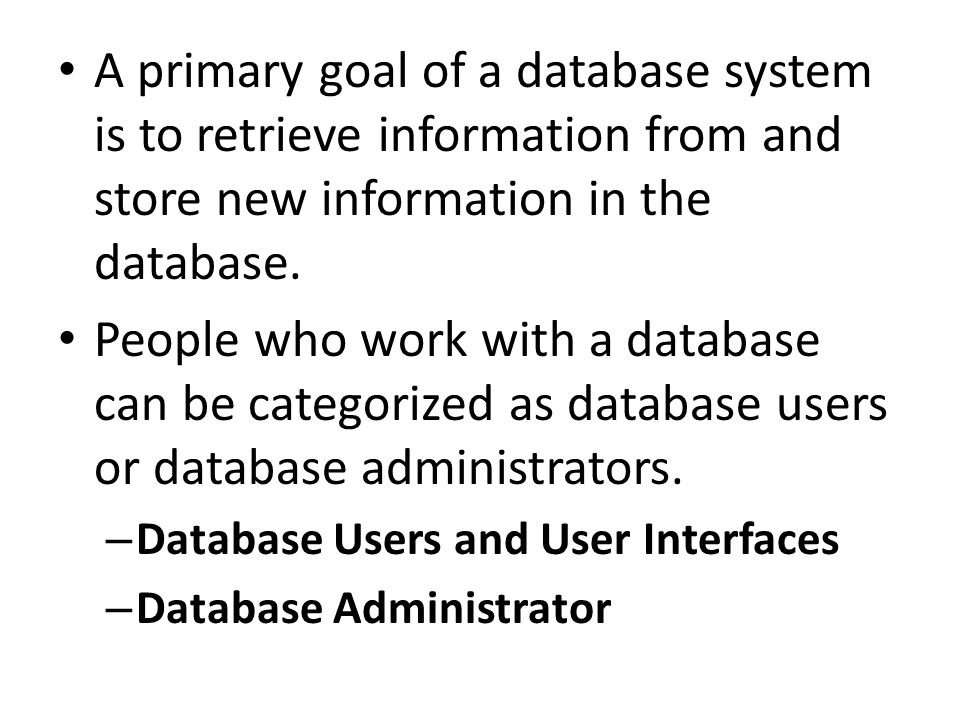 • A primary goal of a database system
is to retrieve information from and
store new information in the
database.
• People who work with a database
can be categorized as database users
or database administrators.
– Database Users and User Interfaces
– Database Administrator